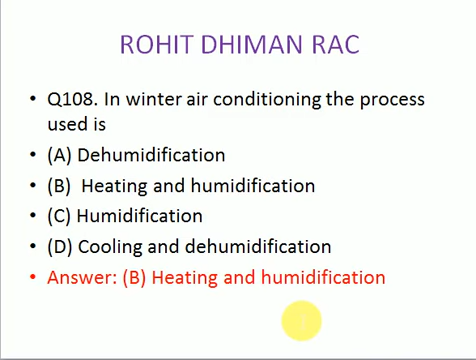 ROHIT DHIMAN RAC
• Q108. In winter air conditioning the process
used is
• (A) Dehumidification
• (B) Heating and humidification
• (C) Humidification
• (D) Cooling and dehumidification
• Answer: (B) Heating and humidification